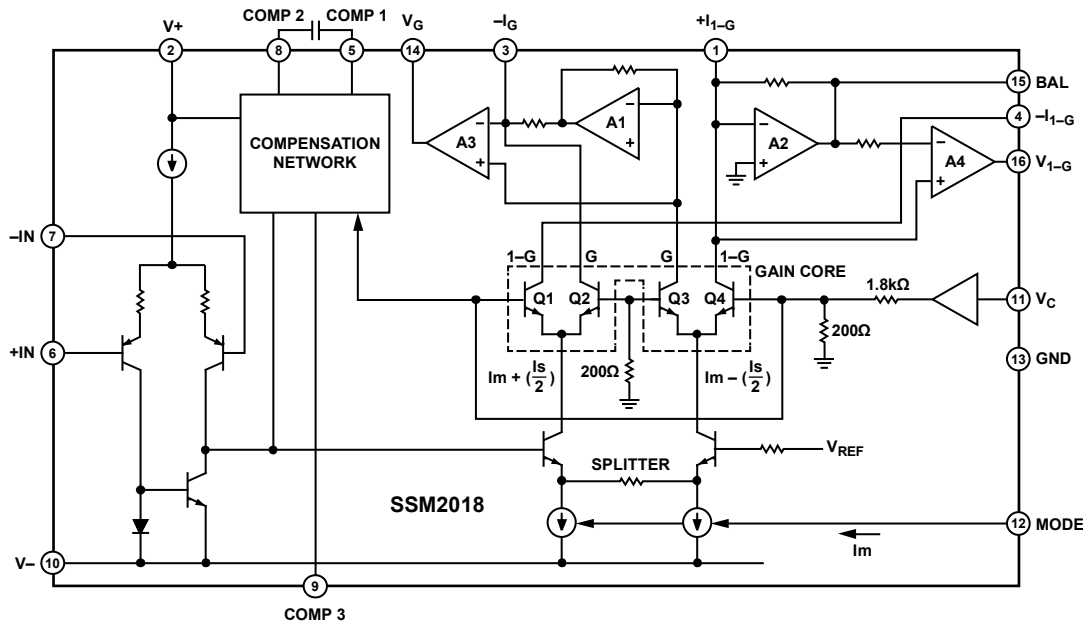 COMP 2
COMP 1
V+
VG
–IG
+I1–G
2
8
5
14
3
1
15
BAL
4
–I1–G
16
V1–G
COMPENSATION
NETWORK
A3
–
+
A1
–
+
A2
–
+
A4
–
+
–IN
7
1–G
G
G
1–G
GAIN CORE
Q1
Q2
Q3
Q4
1.8kΩ
11
VC
200Ω
+IN
6
Im + (Is/2)
200Ω
Im – (Is/2)
13
GND
VREF
SPLITTER
SSM2018
12
MODE
Im
V–
10
9
COMP 3